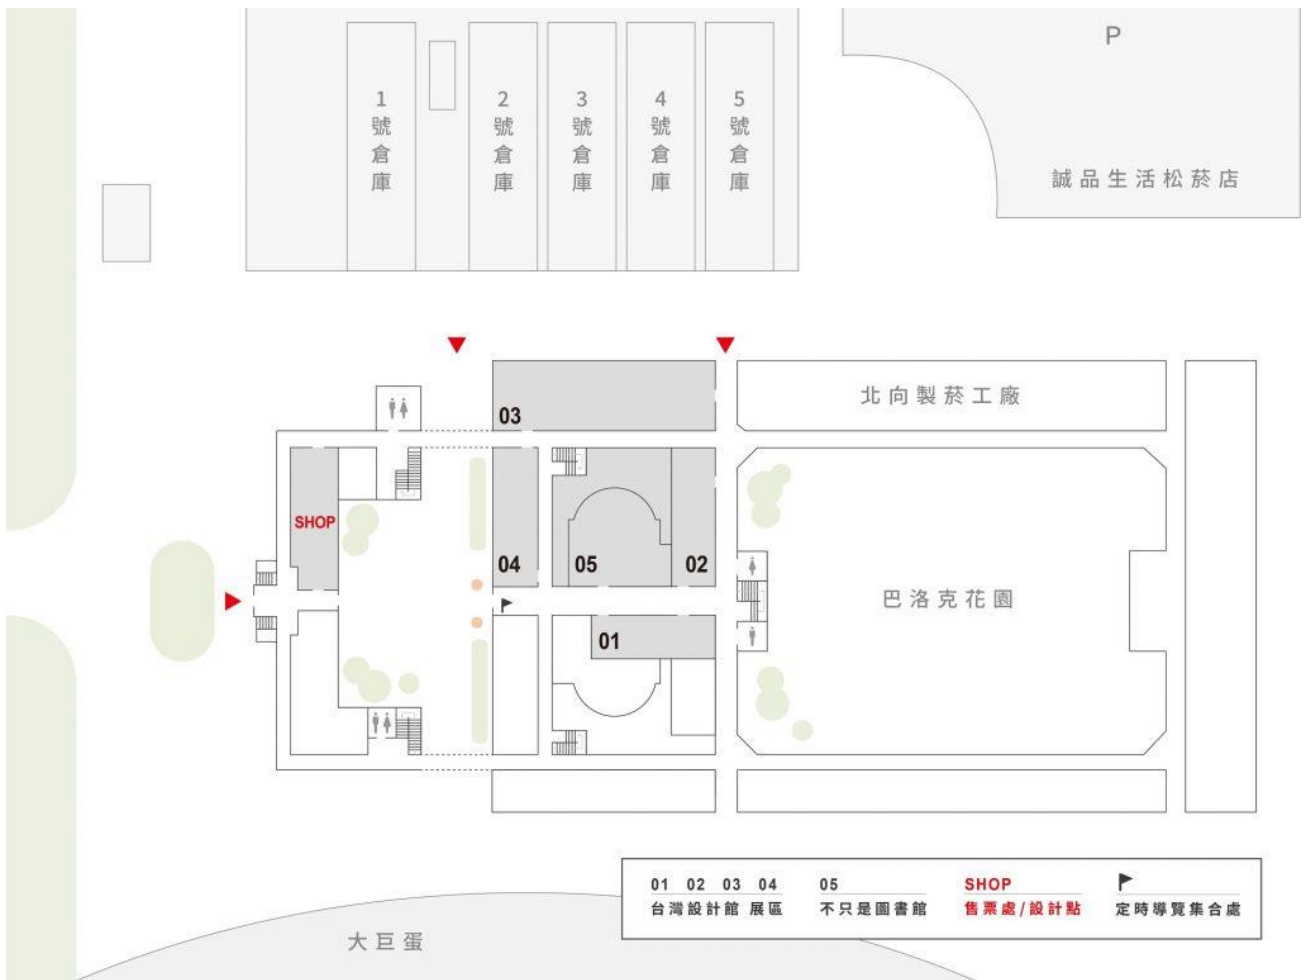 P
1號倉庫
2號倉庫
3號倉庫
4號倉庫
5號倉庫
誠品生活松菸店
03
北向製菸工廠
SHOP
04
05
02
巴洛克花園
01
01 02 03 04
台灣設計館 展區
05
不只是圖書館
SHOP
售票處/設計點
定時導覽集合處
大巨蛋